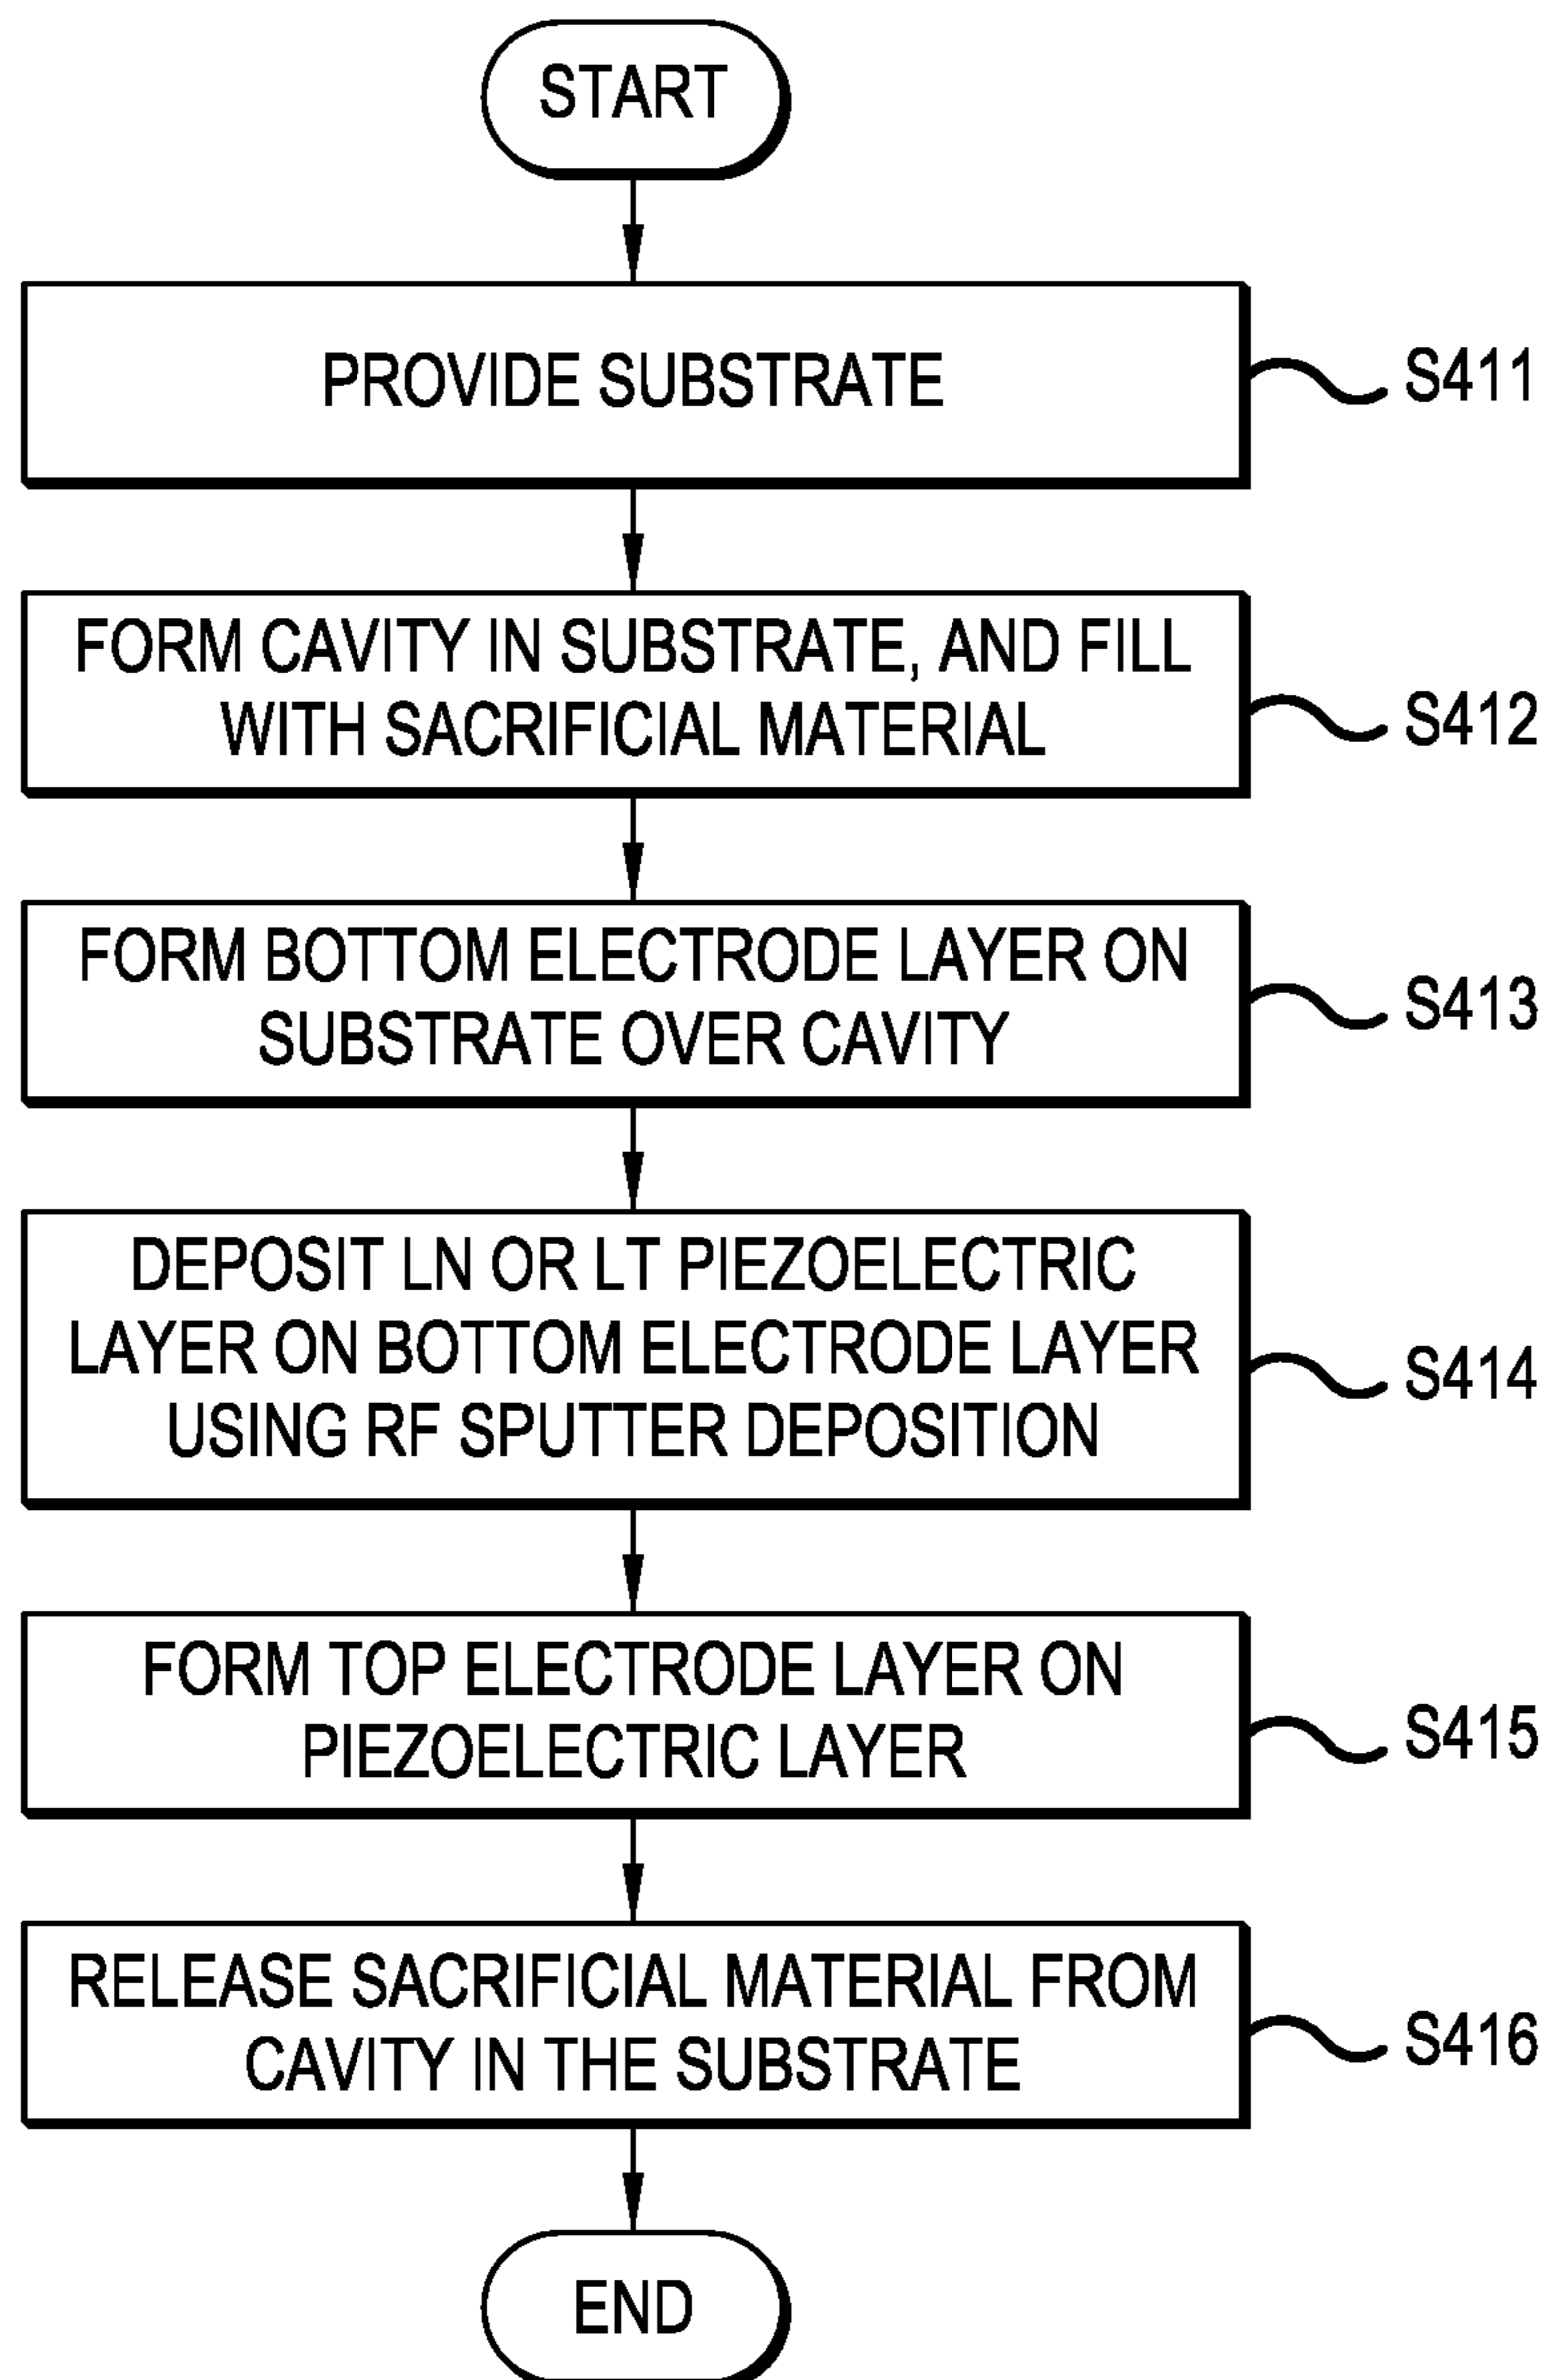 START
PROVIDE SUBSTRATE
S411
FORM CAVITY IN SUBSTRATE, AND FILL
WITH SACRIFICIAL MATERIAL
S412
FORM BOTTOM ELECTRODE LAYER ON
SUBSTRATE OVER CAVITY
S413
DEPOSIT LN OR LT PIEZOELECTRIC
LAYER ON BOTTOM ELECTRODE LAYER
USING RF SPUTTER DEPOSITION
S414
FORM TOP ELECTRODE LAYER ON
PIEZOELECTRIC LAYER
S415
RELEASE SACRIFICIAL MATERIAL FROM
CAVITY IN THE SUBSTRATE
S416
END